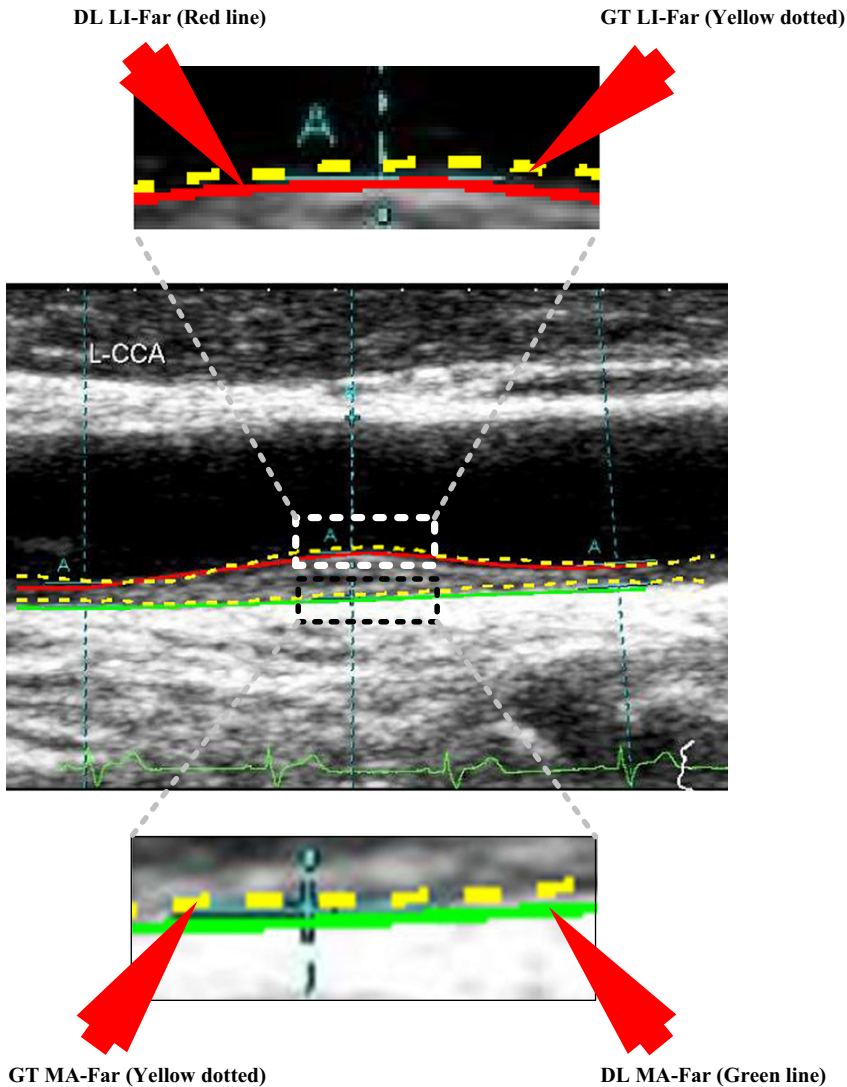 DL LI-Far (Red line)
GT LI-Far (Yellow dotted)
A
L-CCA
A
A
A
GT MA-Far (Yellow dotted)
DL MA-Far (Green line)